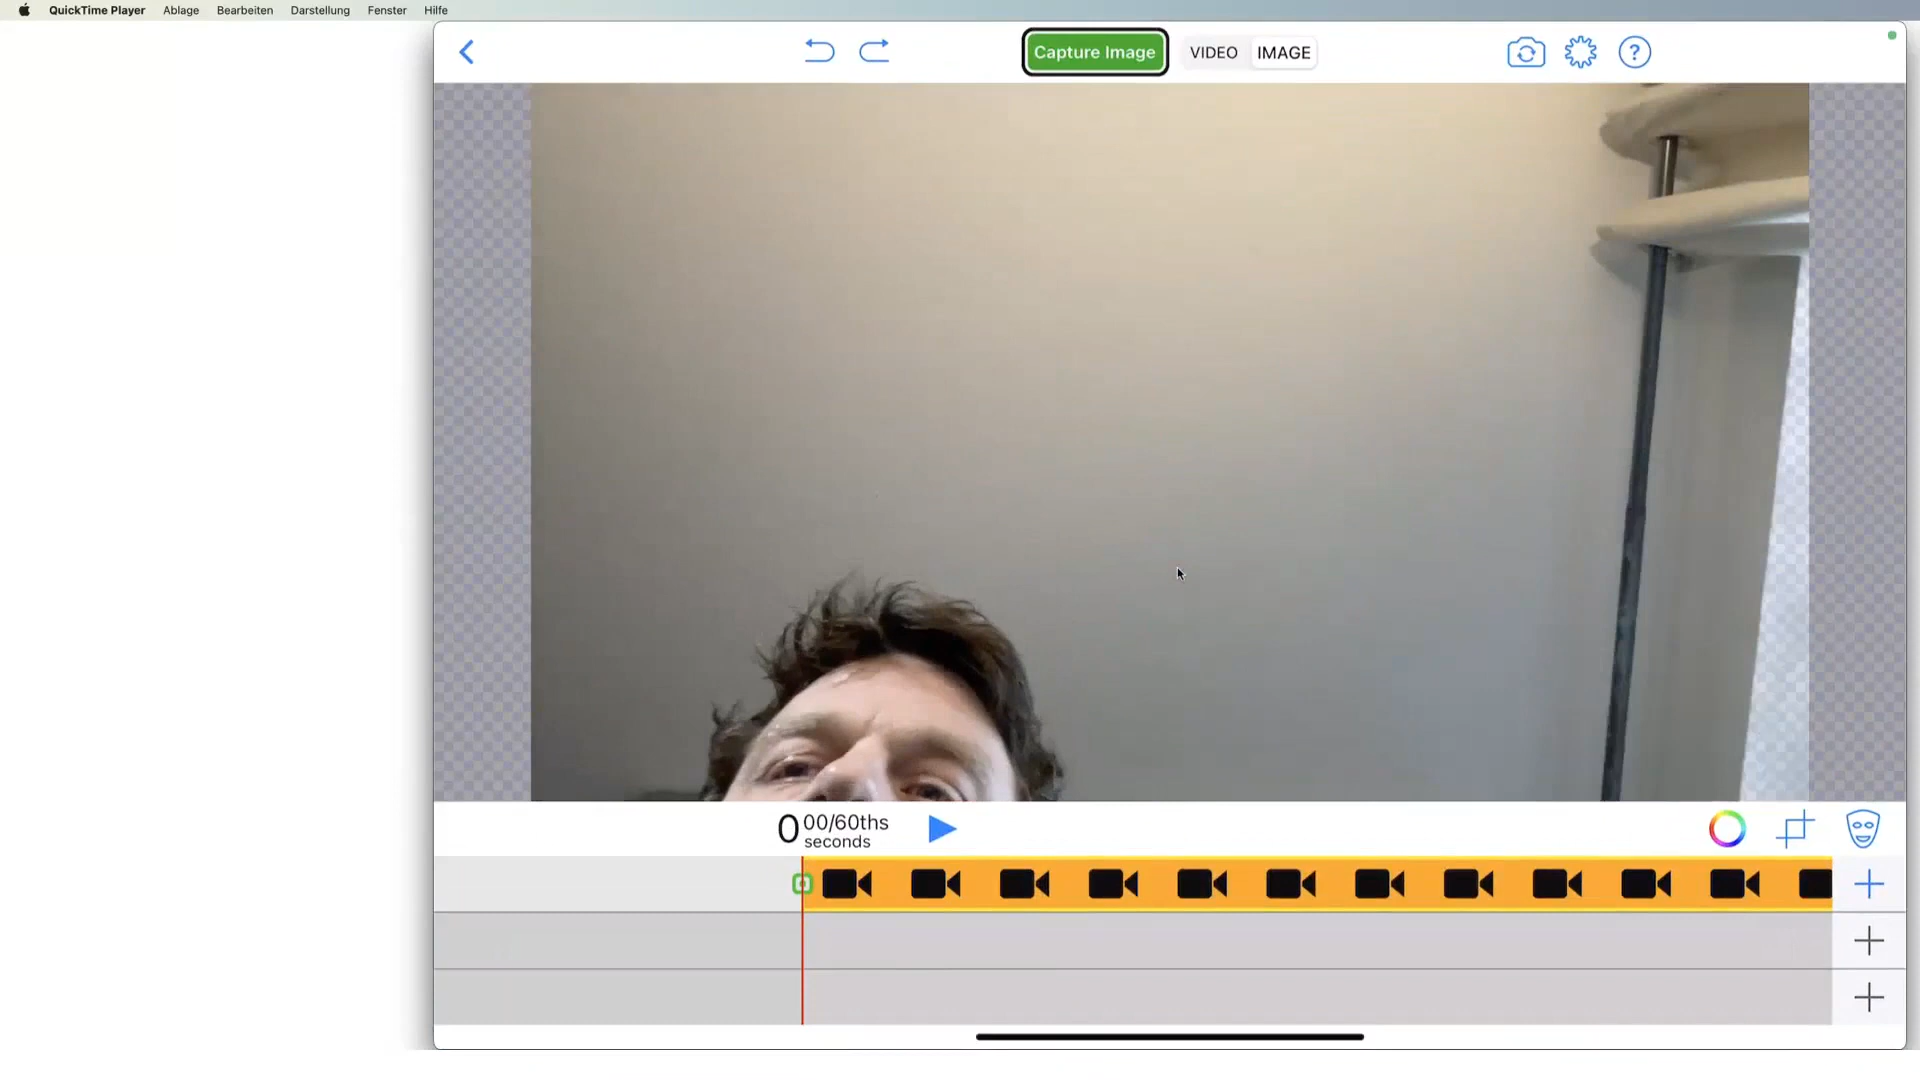 QuickTime Player Ablage Bearbeiten Darstellung Fenster Hilfe
Capture Image VIDEO IMAGE
0 00/60ths
seconds